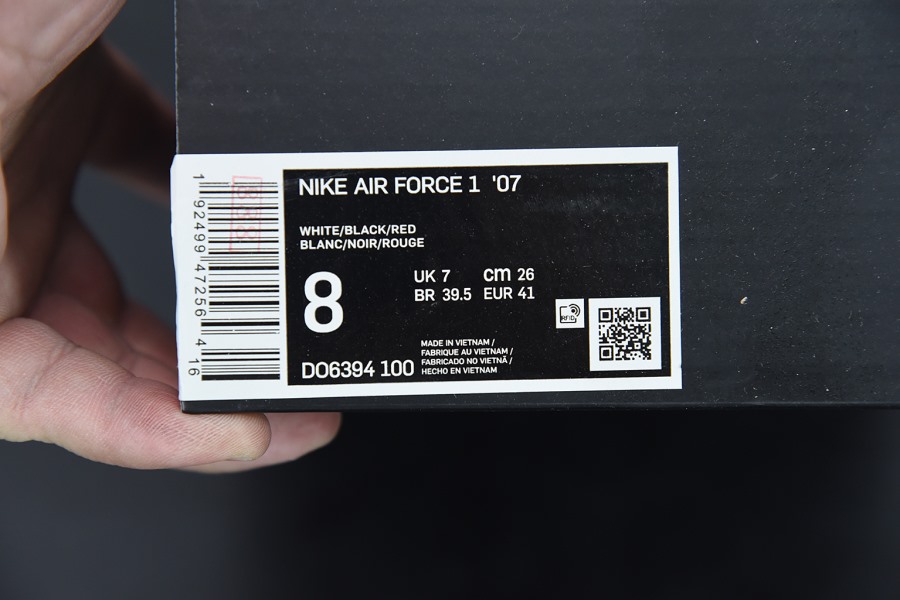 NIKE AIR FORCE 1 '07
WHITE/BLACK/RED
BLANC/NOIR/ROUGE
8
UK 7 cm 26
BR 39.5 EUR 41
RFID
DO6394 100
MADE IN VIETNAM /
FABRIQUE AU VIETNAM /
FABRICADO NO VIETNÃ /
HECHO EN VIETNAM
1 92499 47256 4 16